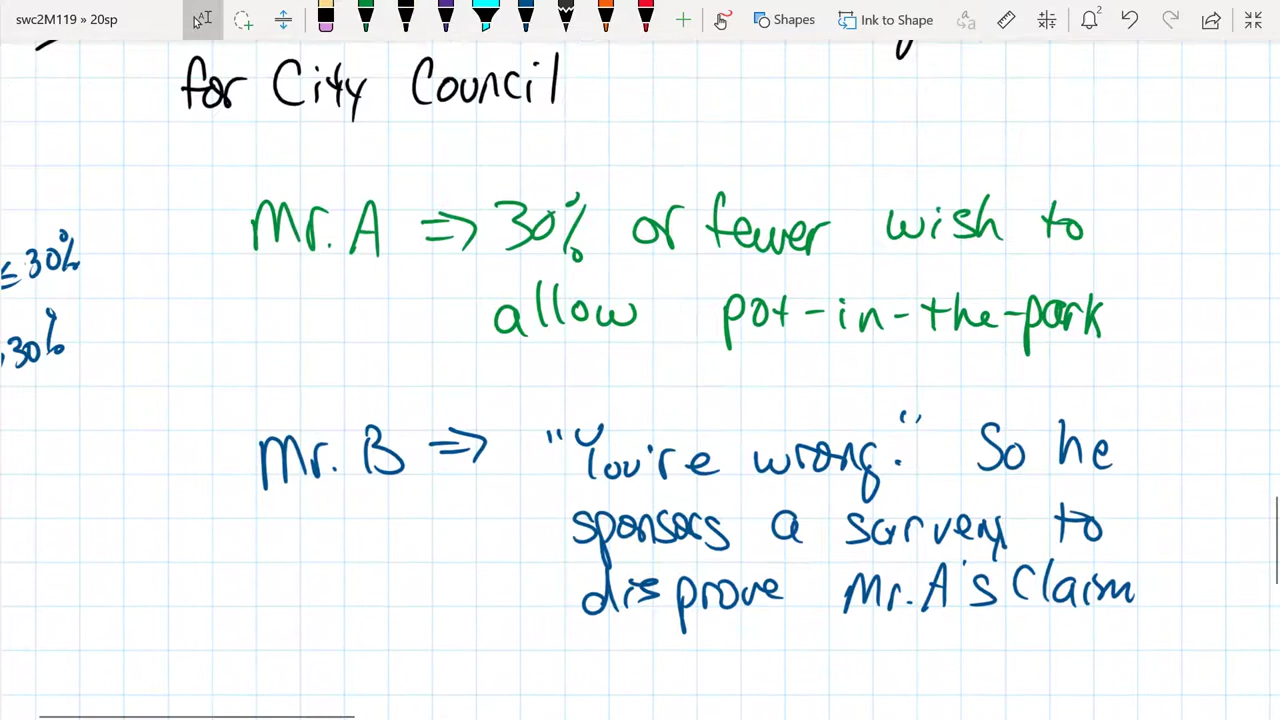 swc2M119 » 20sp
Shapes
Ink to Shape
2
for City Council
Mr. A ⇒ 30% or fewer wish to
allow pot-in-the-park
≤ 30%
30%
Mr. B ⇒ "You're wrong." So he
sponsors a survey to
disprove Mr. A's Claim